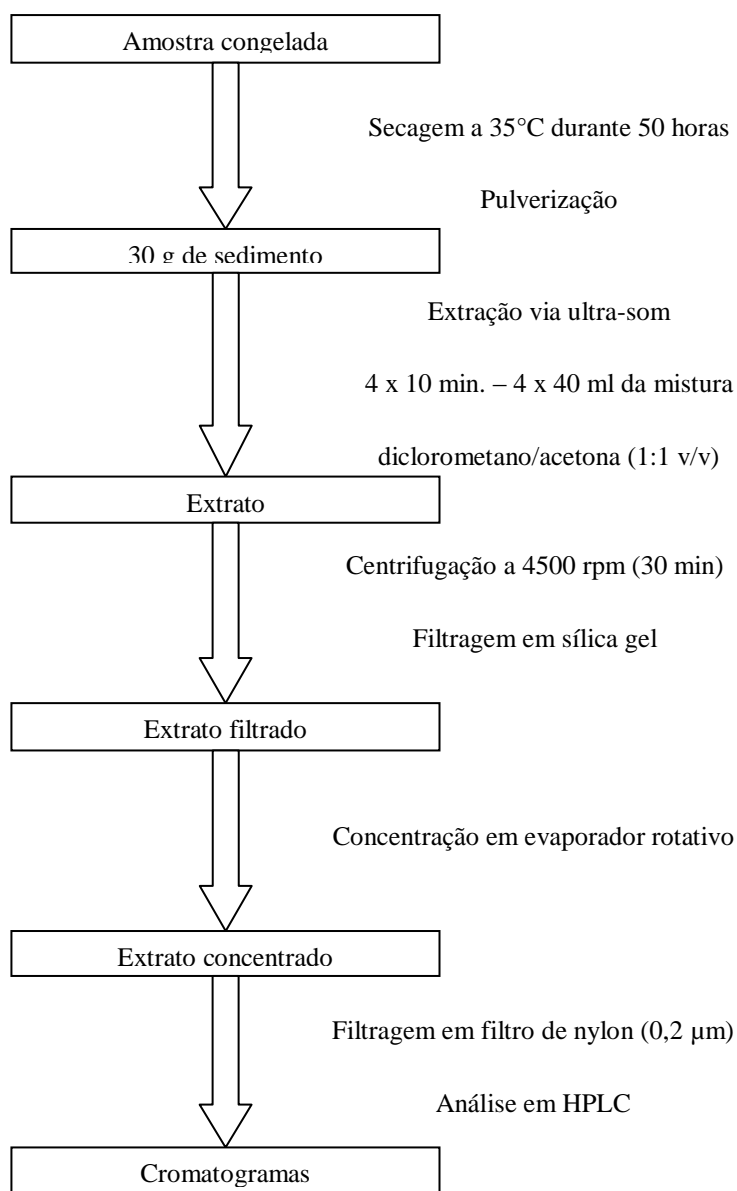 Amostra congelada
Secagem a 35°C durante 50 horas
Pulverização
30 g de sedimento
Extração via ultra-som
4 x 10 min. – 4 x 40 ml da mistura
diclorometano/acetona (1:1 v/v)
Extrato
Centrifugação a 4500 rpm (30 min)
Filtragem em sílica gel
Extrato filtrado
Concentração em evaporador rotativo
Extrato concentrado
Filtragem em filtro de nylon (0,2 µm)
Análise em HPLC
Cromatogramas